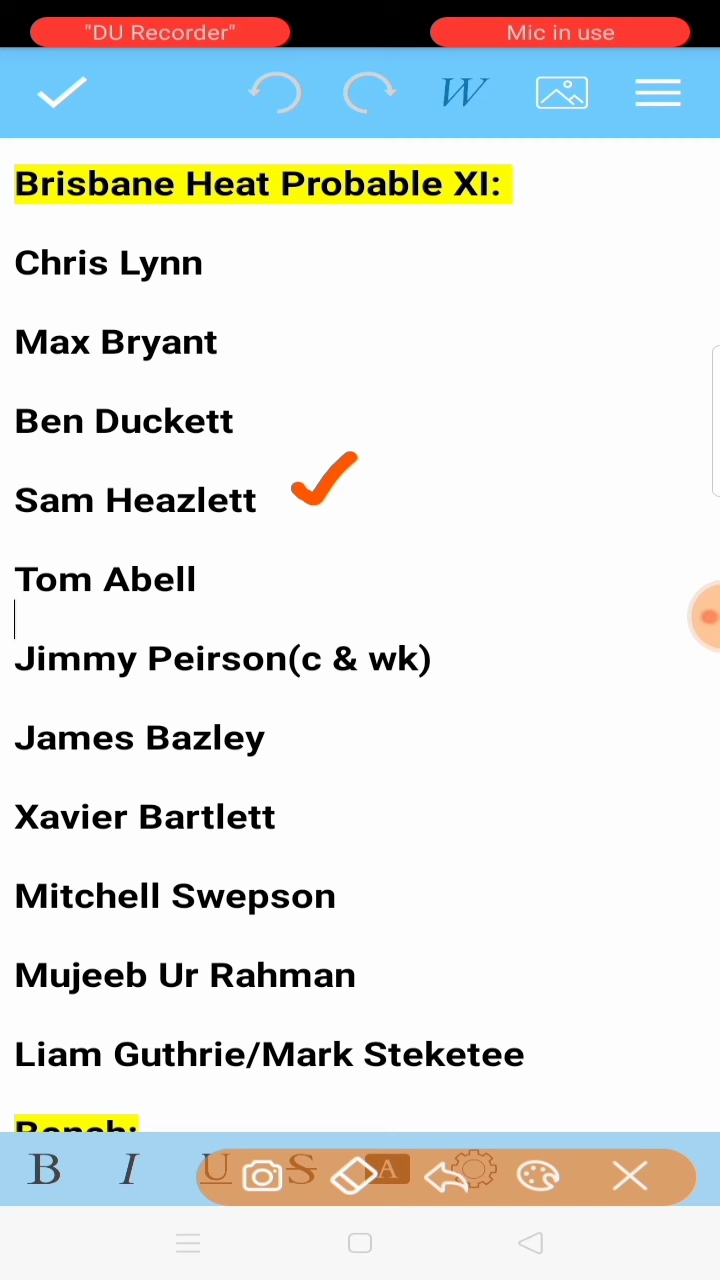 "DU Recorder" Mic in use
W
Brisbane Heat Probable XI:
Chris Lynn
Max Bryant
Ben Duckett
Sam Heazlett
Tom Abell
Jimmy Peirson(c & wk)
James Bazley
Xavier Bartlett
Mitchell Swepson
Mujeeb Ur Rahman
Liam Guthrie/Mark Steketee
Bench:
B I U S A